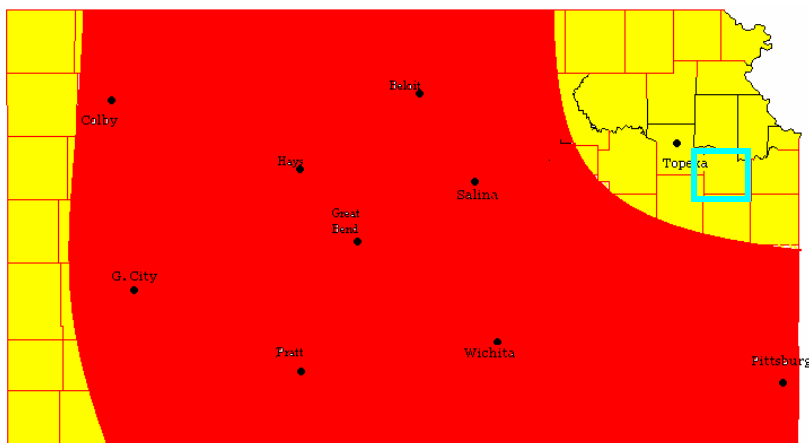 Beloit
Colby
Hays
Topeka
Salina
Great
Bend
G. City
Pratt
Wichita
Pittsburg